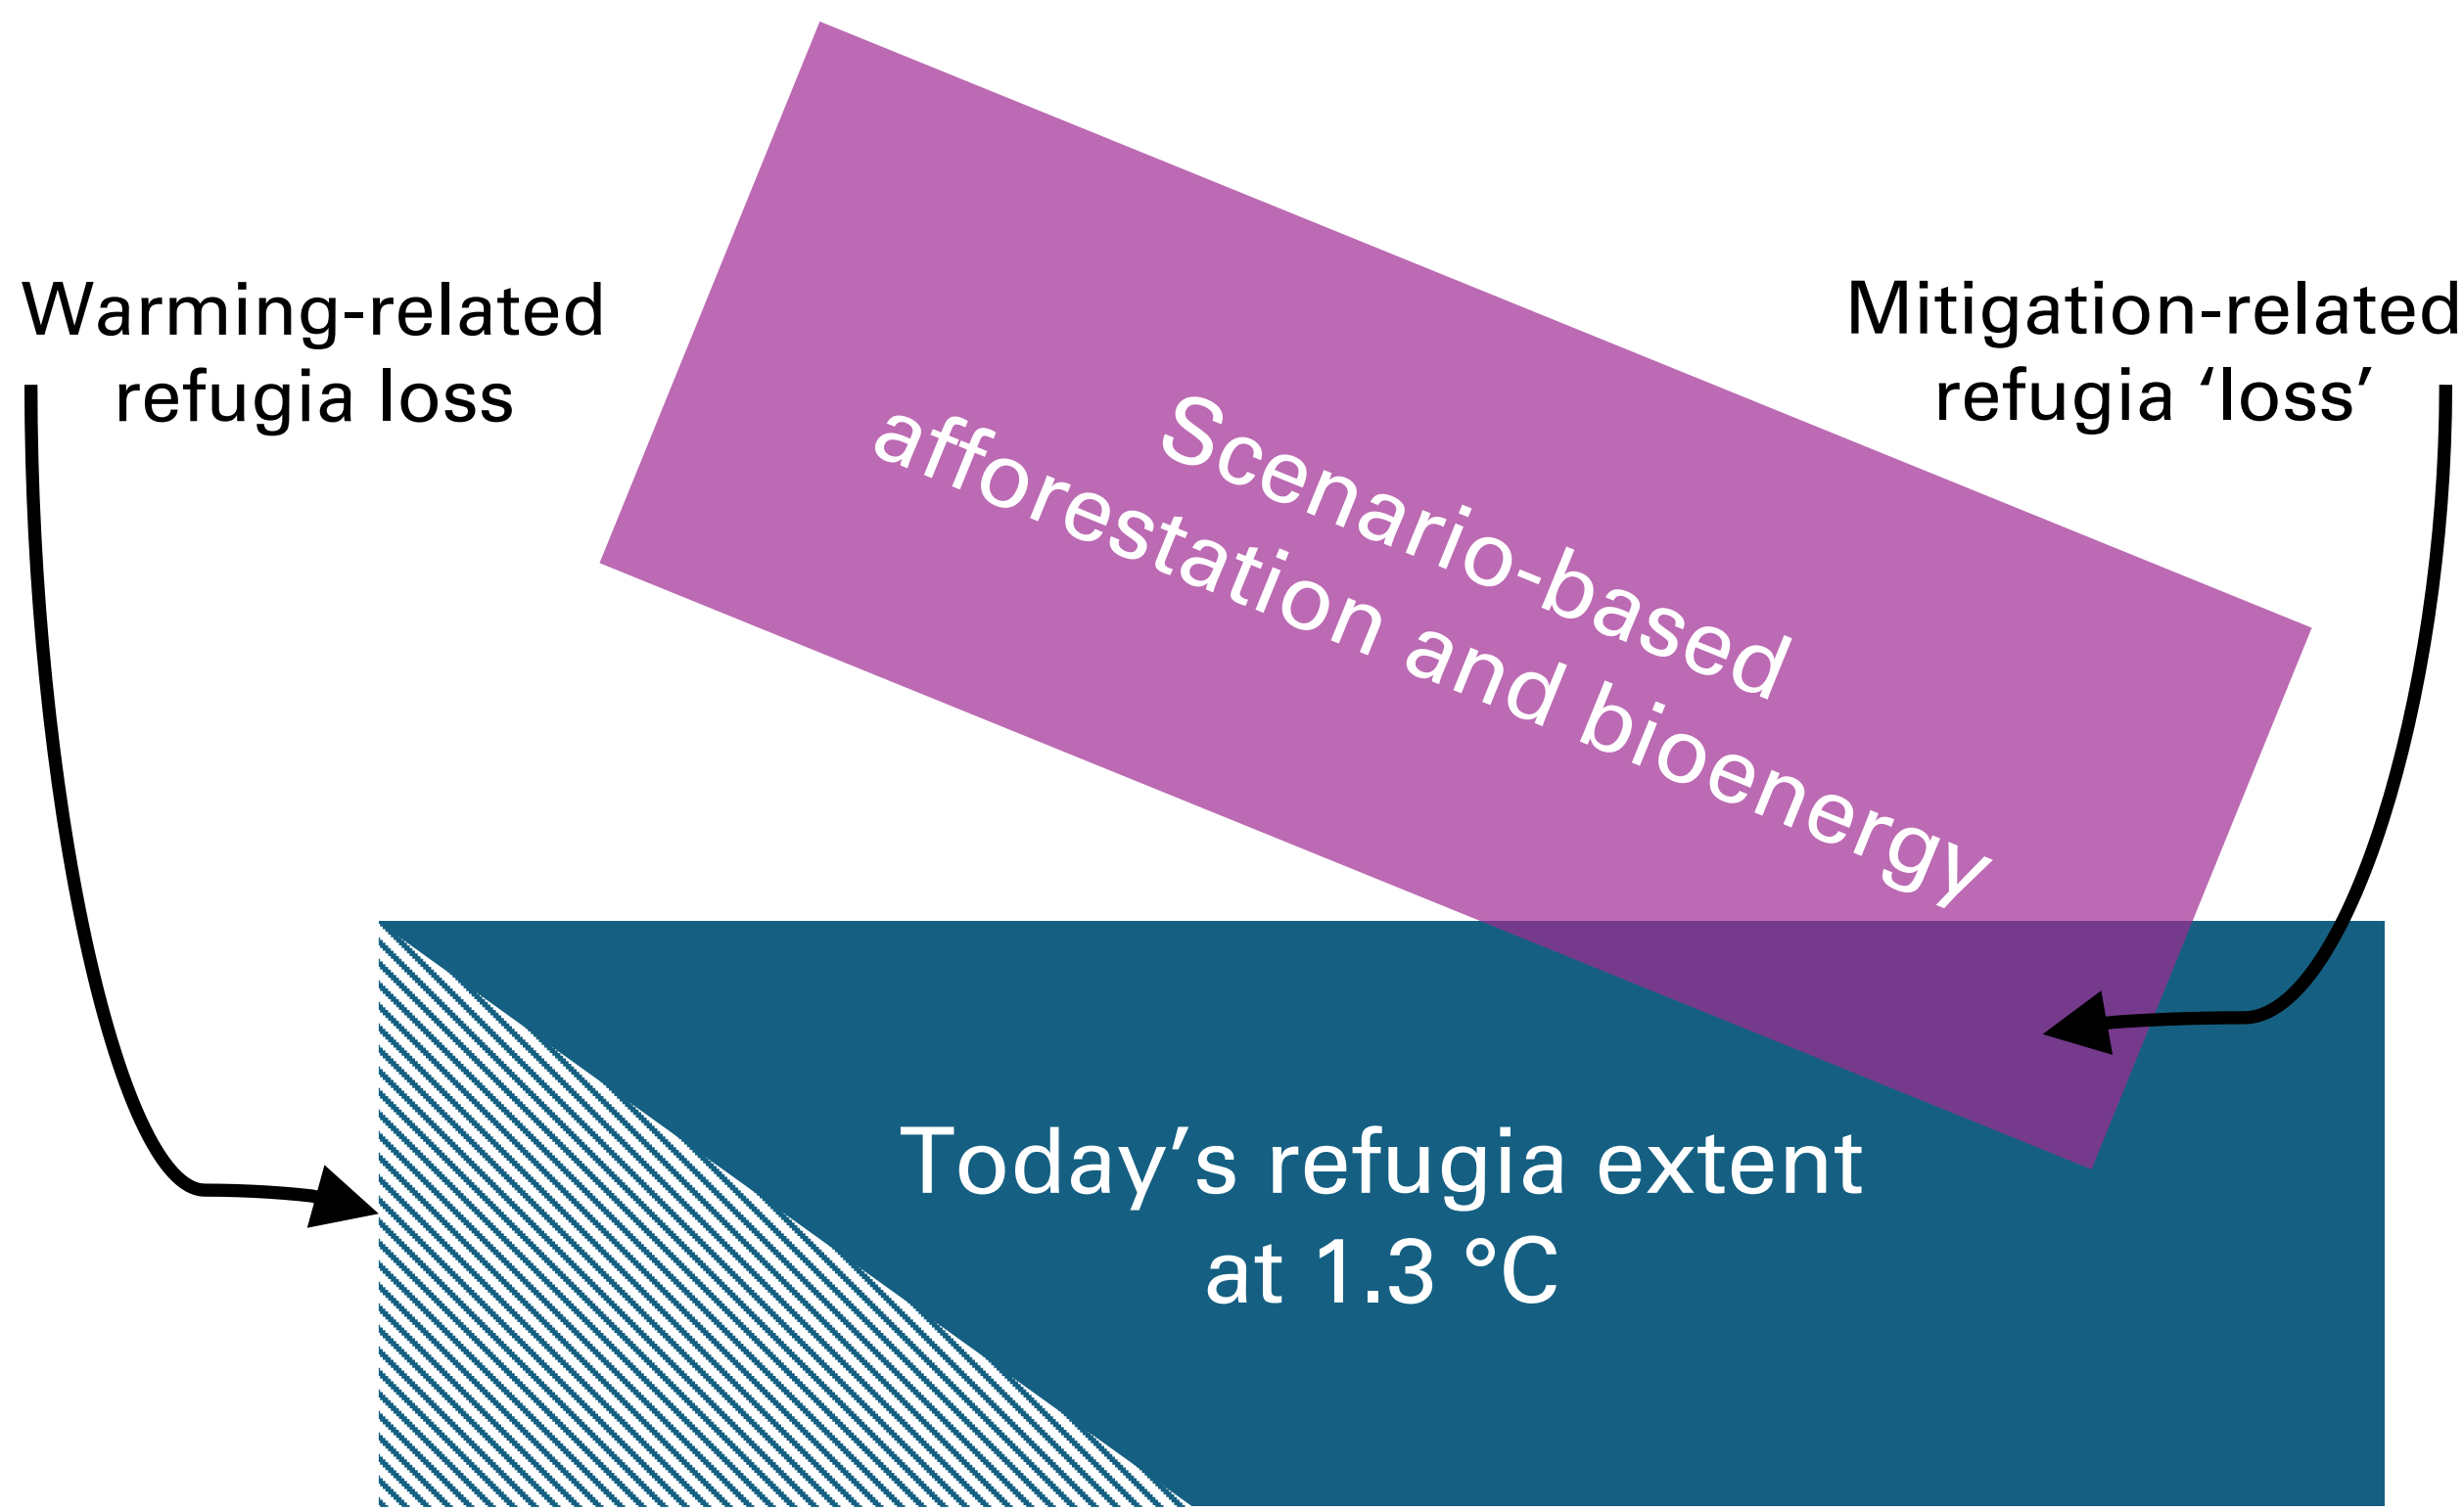 Warming-related
refugia loss
Mitigation-related
refugia ‘loss’
Scenario-based
afforestation and bioenergy
Today’s refugia extent
at 1.3 °C